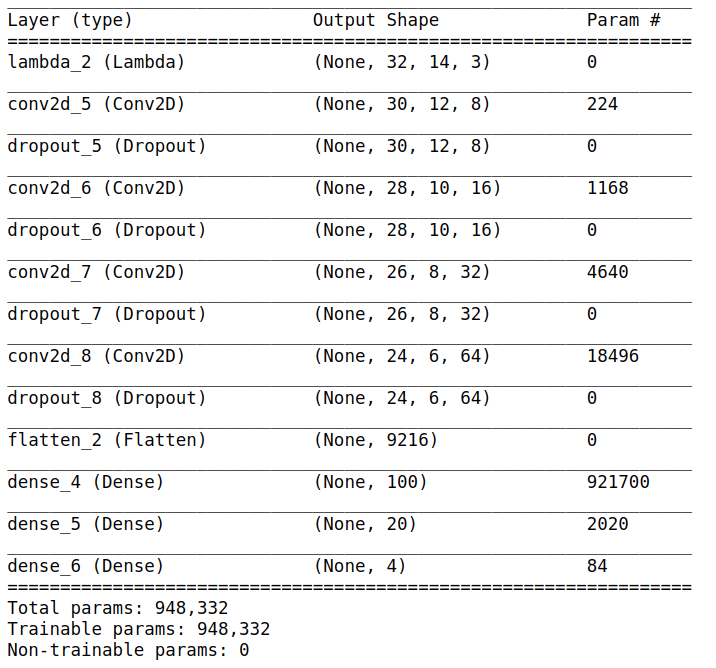 Layer (type) Output Shape Param #
=================================================================
lambda_2 (Lambda) (None, 32, 14, 3) 0
conv2d_5 (Conv2D) (None, 30, 12, 8) 224
dropout_5 (Dropout) (None, 30, 12, 8) 0
conv2d_6 (Conv2D) (None, 28, 10, 16) 1168
dropout_6 (Dropout) (None, 28, 10, 16) 0
conv2d_7 (Conv2D) (None, 26, 8, 32) 4640
dropout_7 (Dropout) (None, 26, 8, 32) 0
conv2d_8 (Conv2D) (None, 24, 6, 64) 18496
dropout_8 (Dropout) (None, 24, 6, 64) 0
flatten_2 (Flatten) (None, 9216) 0
dense_4 (Dense) (None, 100) 921700
dense_5 (Dense) (None, 20) 2020
dense_6 (Dense) (None, 4) 84
=================================================================
Total params: 948,332
Trainable params: 948,332
Non-trainable params: 0